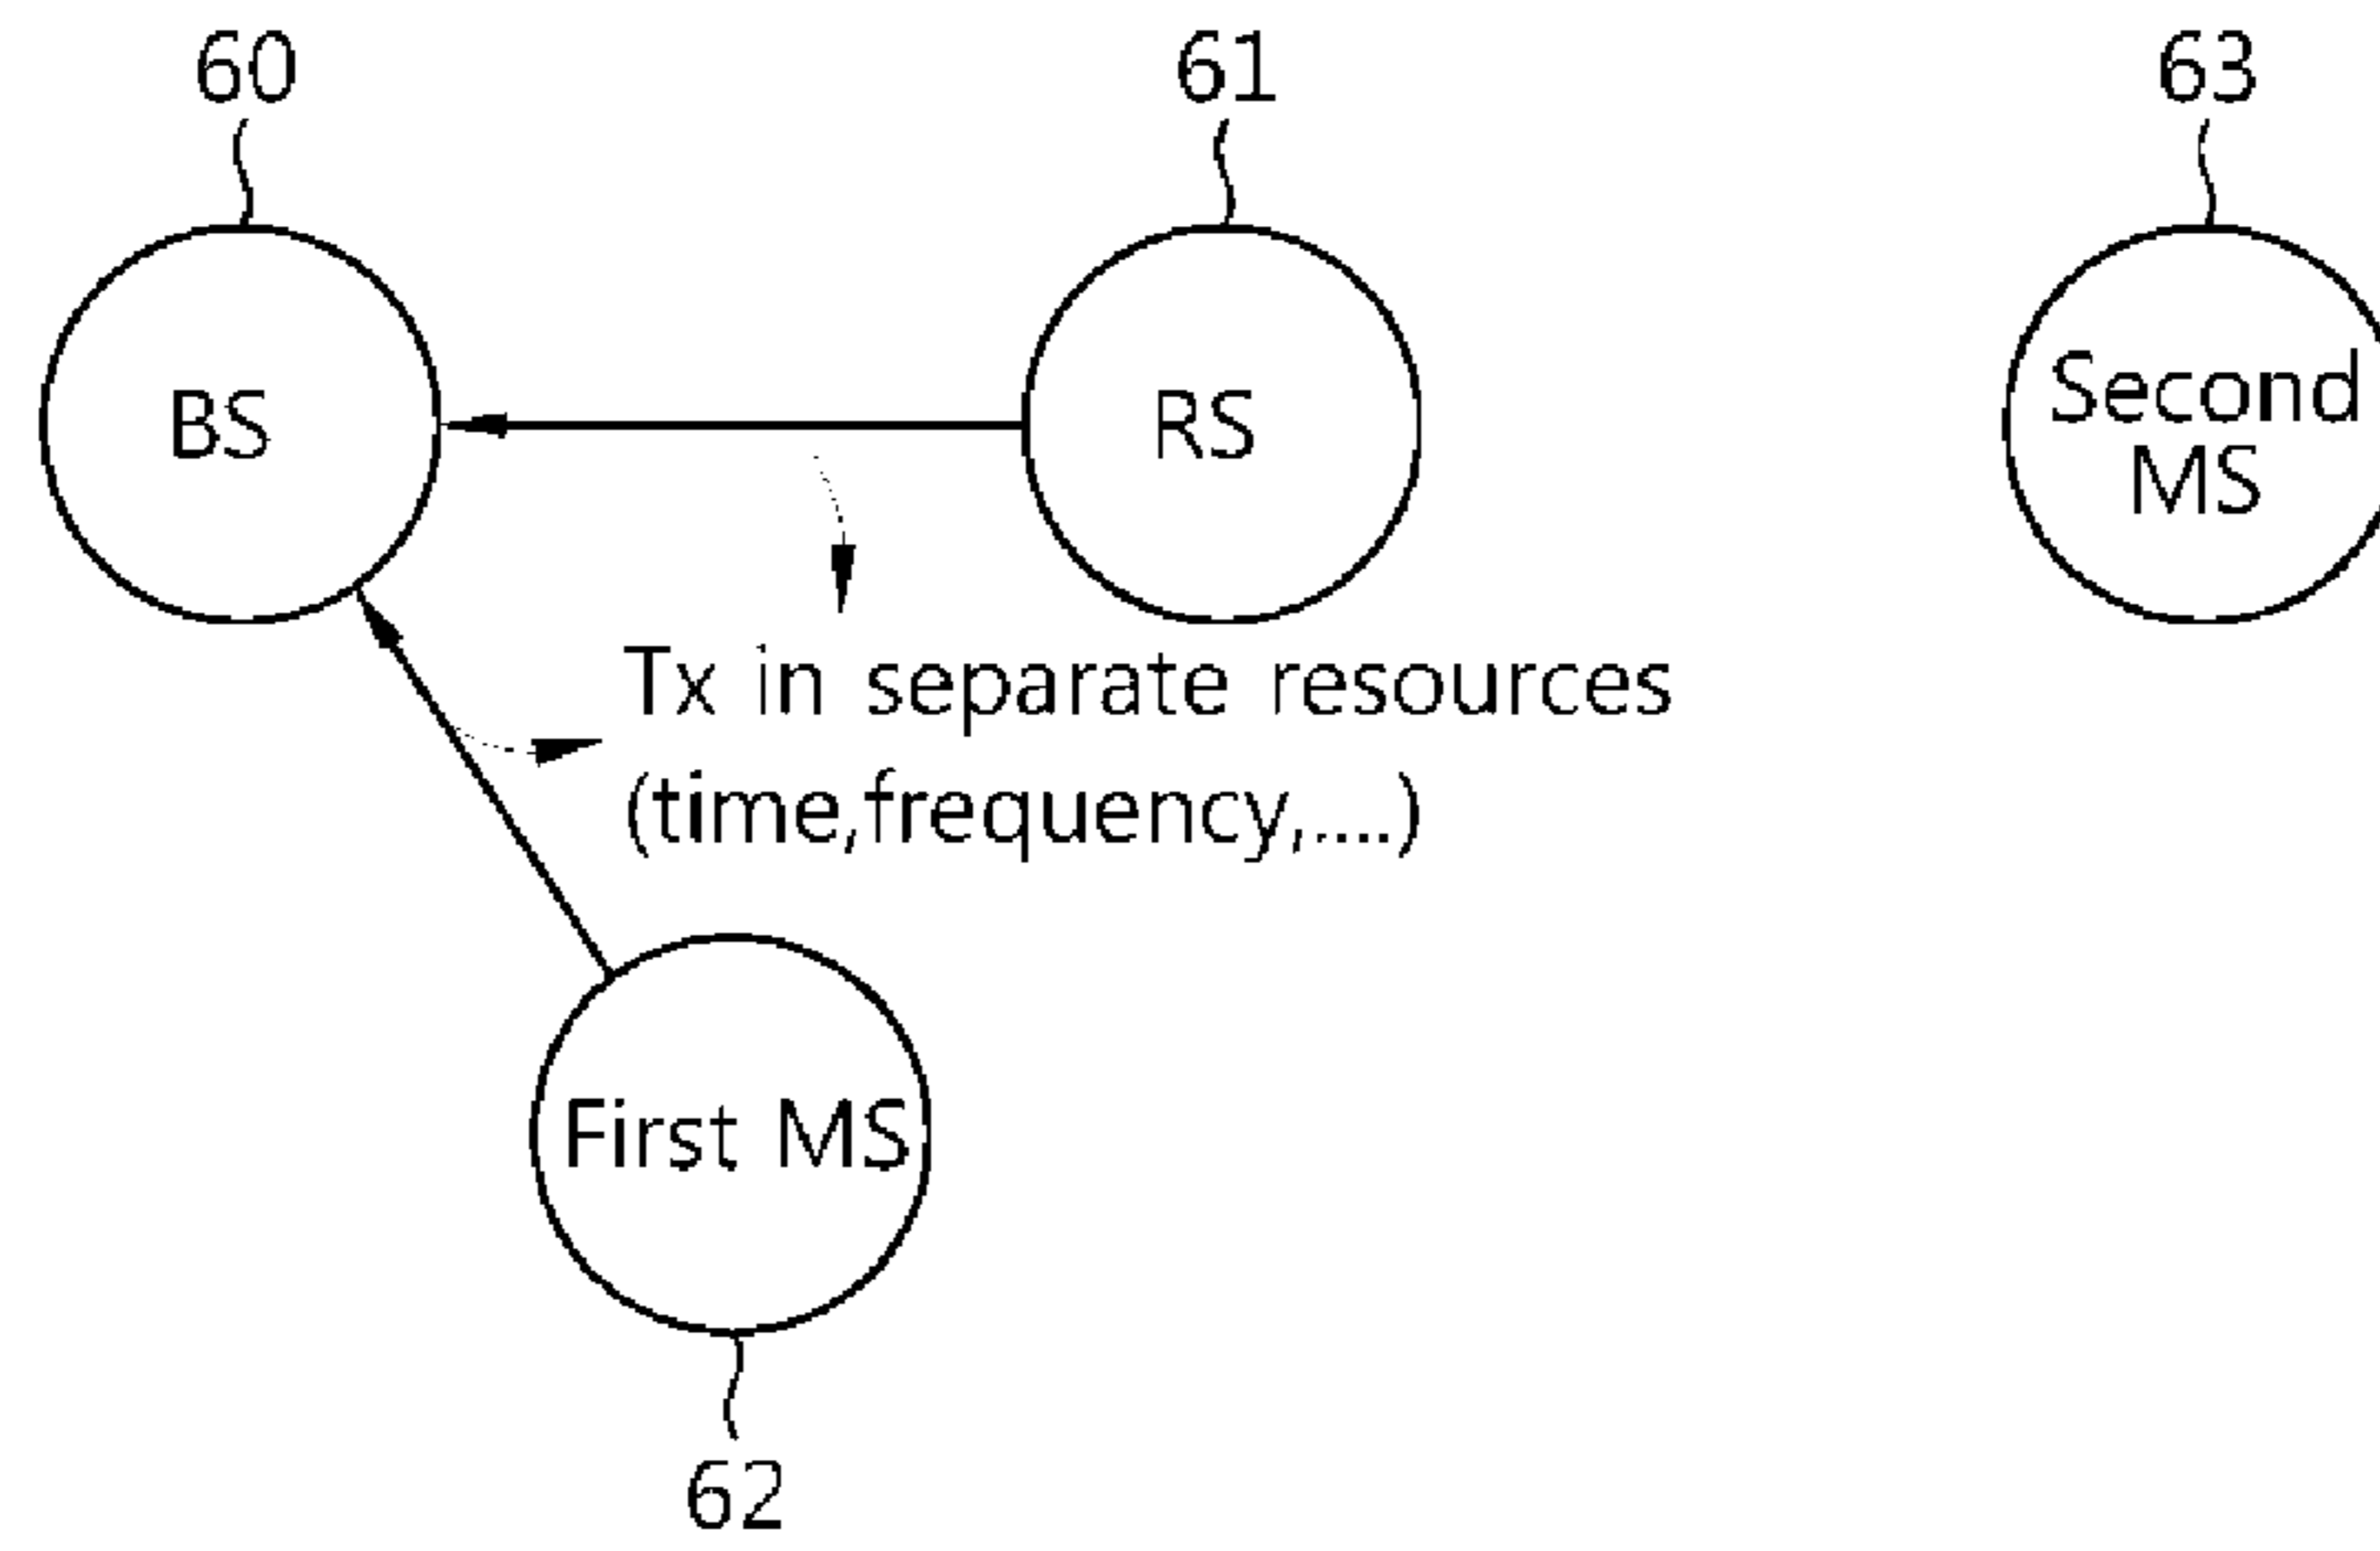 60
61
63
BS
RS
Second
MS
Tx in separate resources
(time,frequency,....)
First MS
62